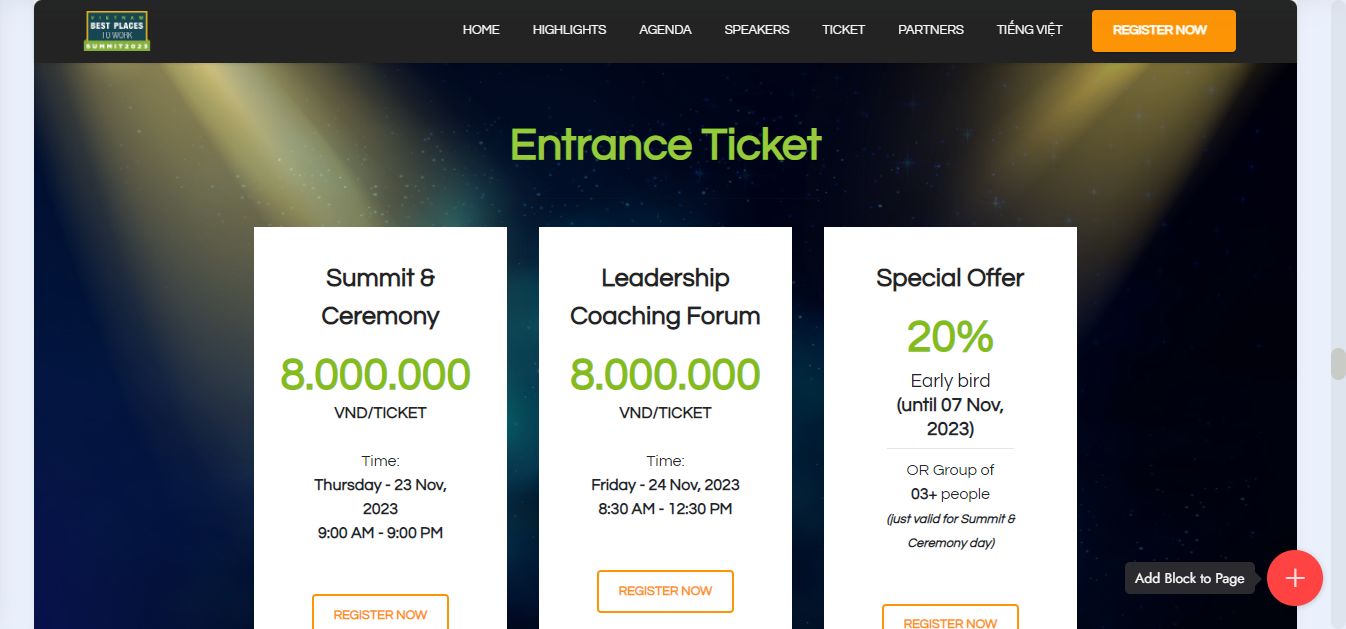 VIETNAM
BEST PLACES
TO WORK
SUMMIT2023
HOME HIGHLIGHTS AGENDA SPEAKERS TICKET PARTNERS TIẾNG VIỆT REGISTER NOW
Entrance Ticket
Summit &
Ceremony
8.000.000
VND/TICKET
Time:
Thursday - 23 Nov,
2023
9:00 AM - 9:00 PM
REGISTER NOW
Leadership
Coaching Forum
8.000.000
VND/TICKET
Time:
Friday - 24 Nov, 2023
8:30 AM - 12:30 PM
REGISTER NOW
Special Offer
20%
Early bird
(until 07 Nov,
2023)
OR Group of
03+ people
(just valid for Summit &
Ceremony day)
REGISTER NOW
Add Block to Page